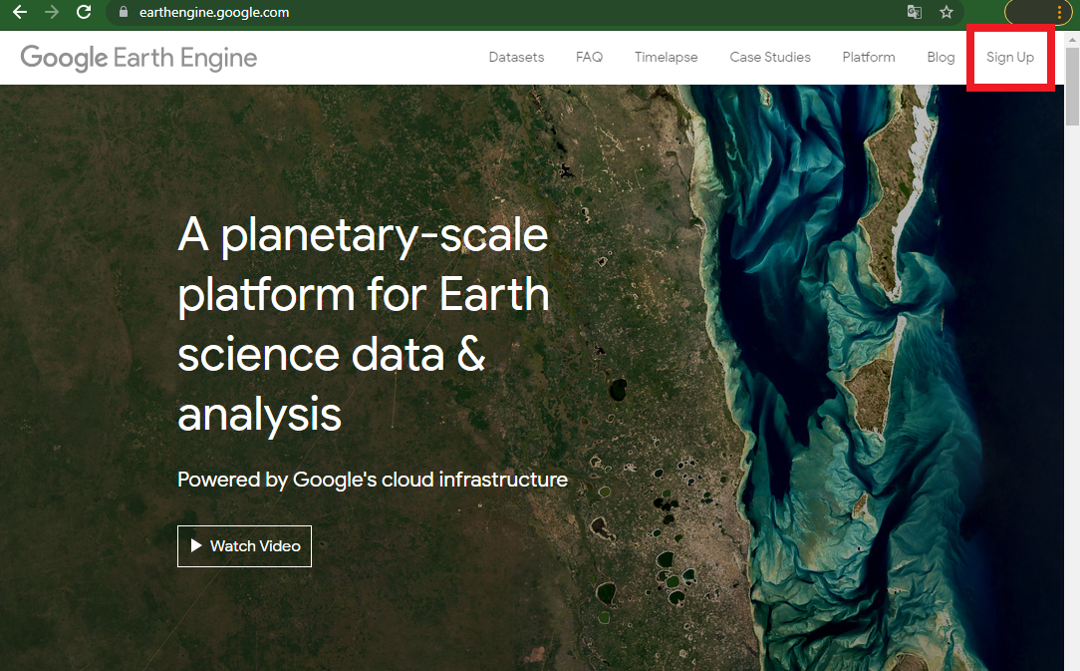 earthengine.google.com
Google Earth Engine
Datasets FAQ Timelapse Case Studies Platform Blog Sign Up
A planetary-scale
platform for Earth
science data &
analysis
Powered by Google's cloud infrastructure
Watch Video